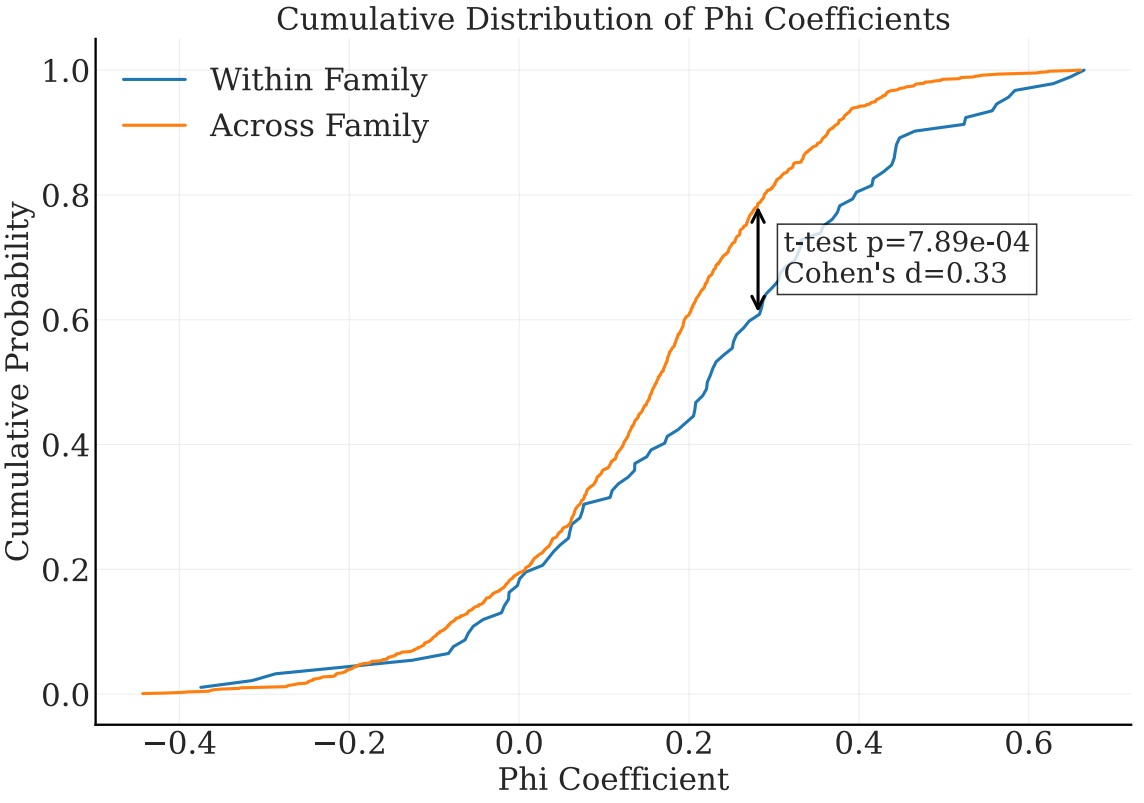 Cumulative Distribution of Phi Coefficients
Within Family
Across Family
Cumulative Probability
1.0
0.8
0.6
0.4
0.2
0.0
t-test p=7.89e-04
Cohen's d=0.33
−0.4
−0.2
0.0
0.2
0.4
0.6
Phi Coefficient